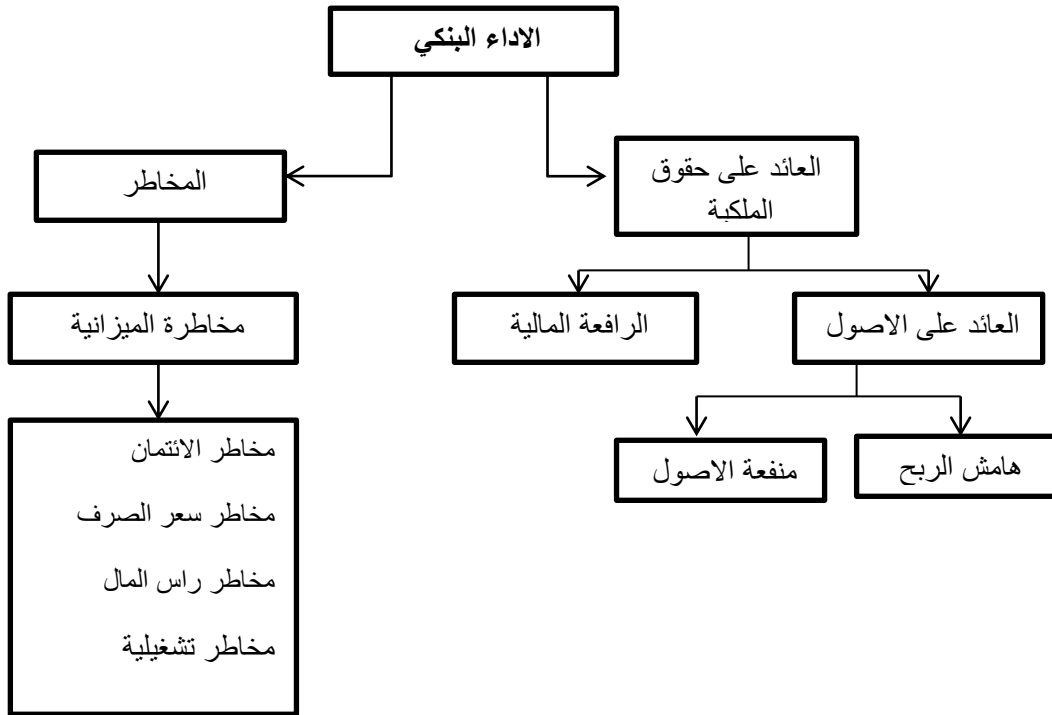 الاداء البنكي
العائد على حقوق
الملكبة
المخاطر
العائد على الاصول
الرافعة المالية
مخاطرة الميزانية
هامش الربح
منفعة الاصول
مخاطر الائتمان
مخاطر سعر الصرف
مخاطر راس المال
مخاطر تشغيلية